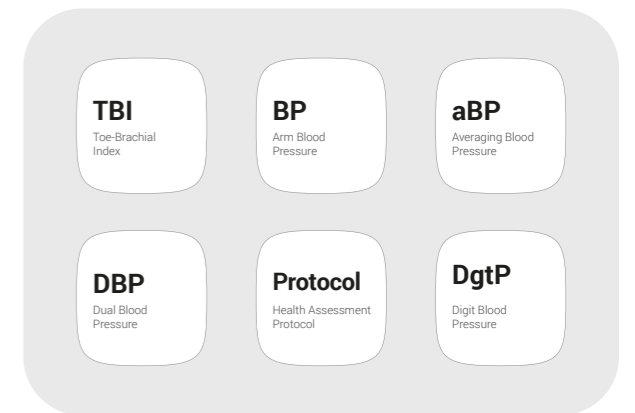 TBI
Toe-Brachial
Index
BP
Arm Blood
Pressure
aBP
Averaging Blood
Pressure
DBP
Dual Blood
Pressure
Protocol
Health Assessment
Protocol
DgtP
Digit Blood
Pressure